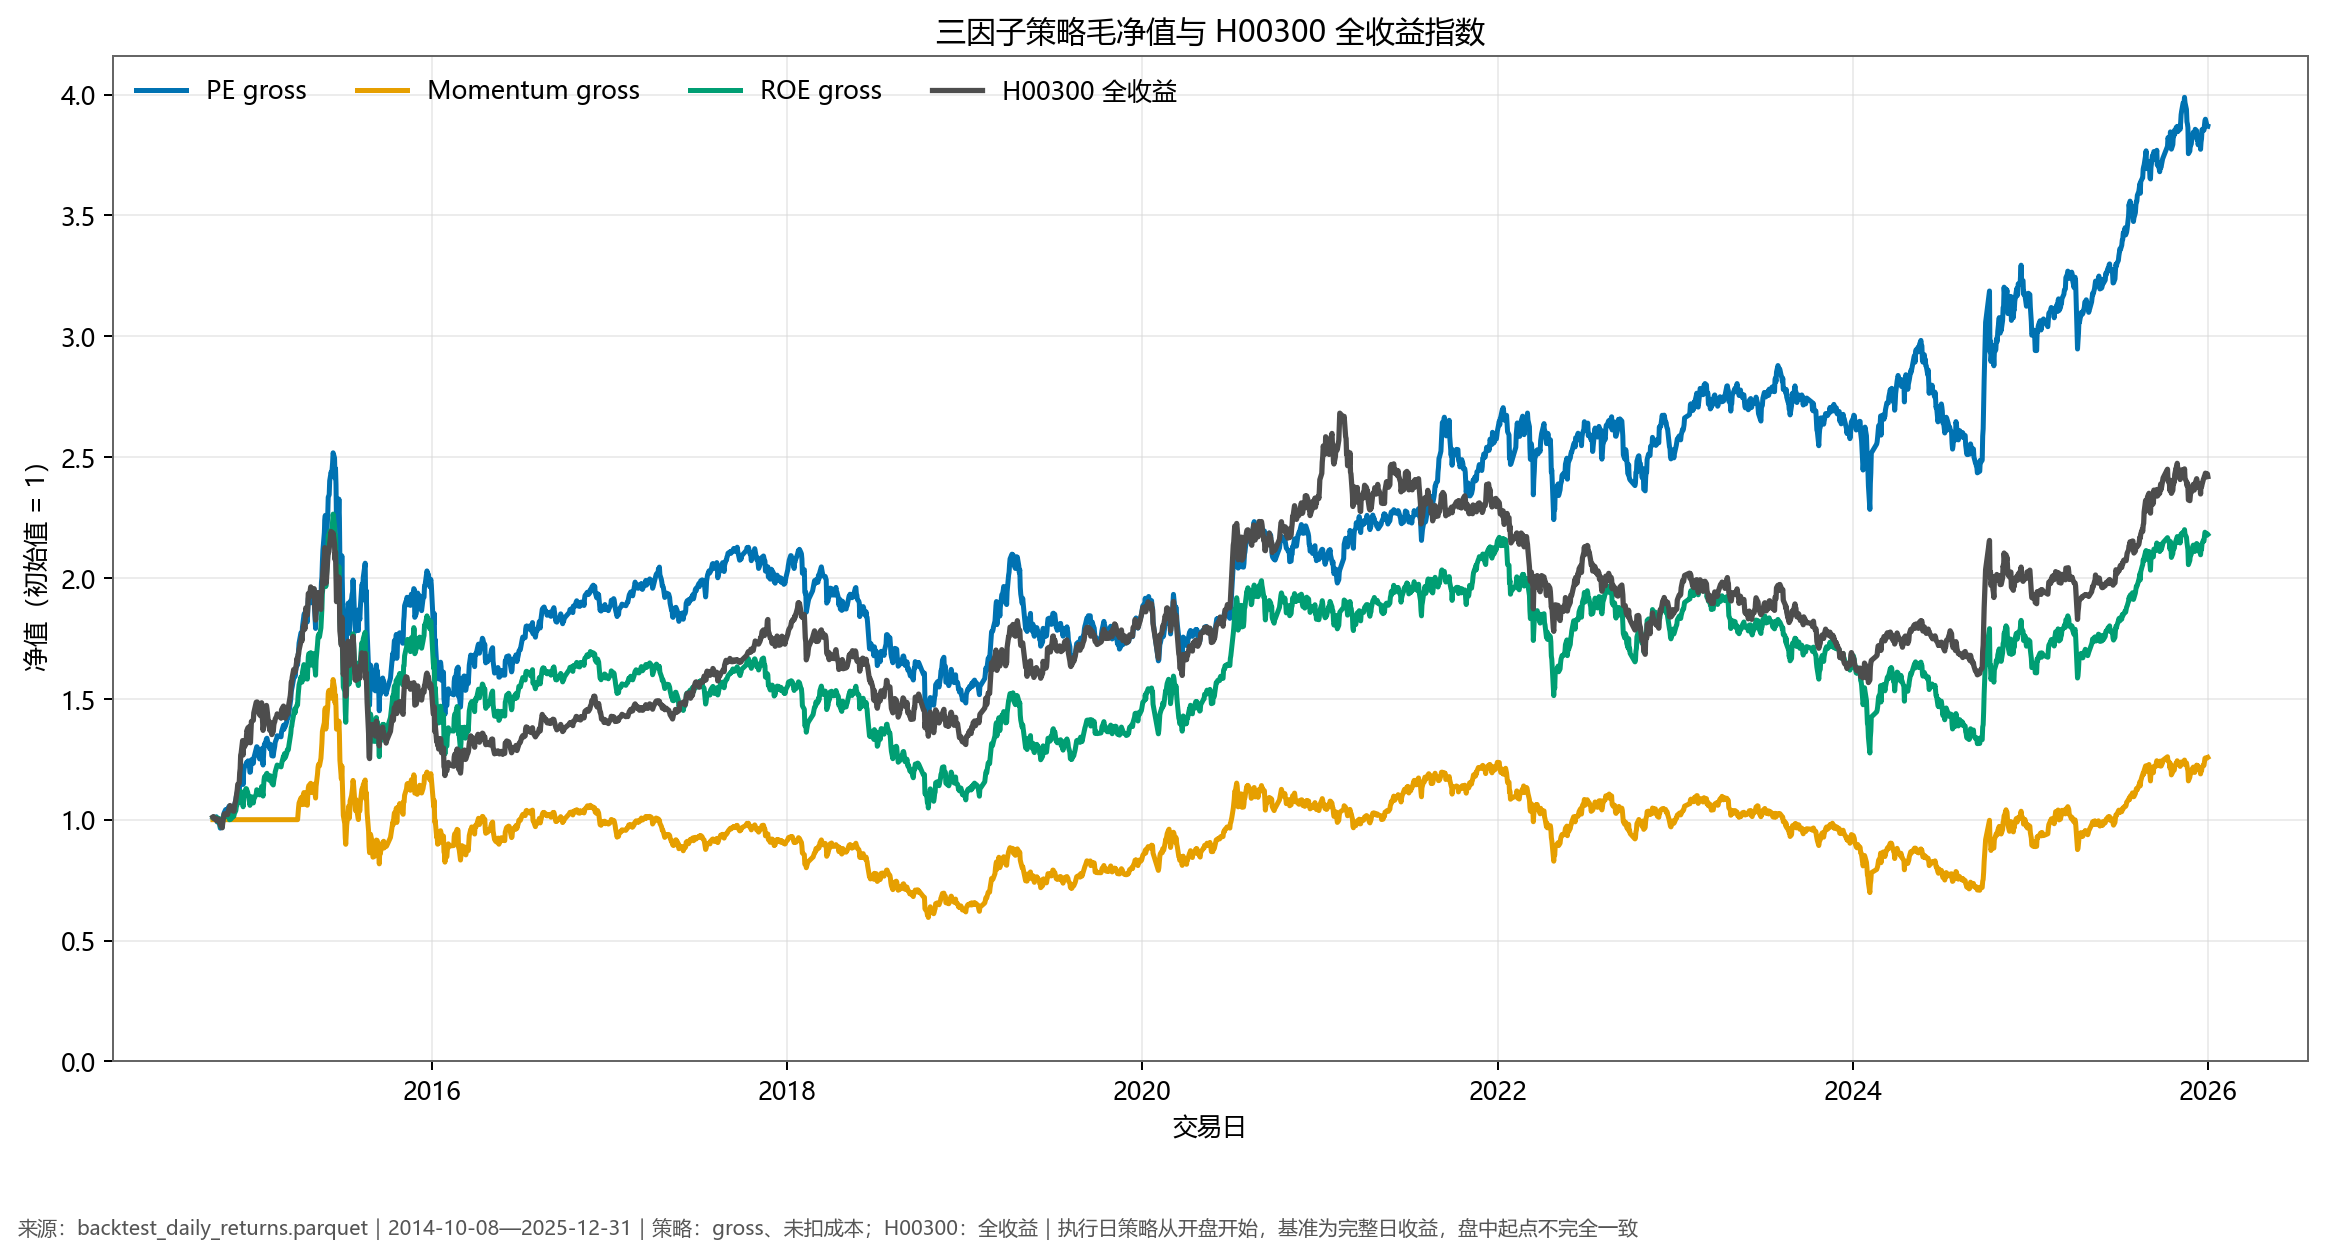 三因子策略毛净值与 H00300 全收益指数
PE gross
Momentum gross
ROE gross
H00300 全收益
4.0
3.5
3.0
2.5
2.0
1.5
1.0
0.5
0.0
净值（初始值 = 1）
2016
2018
2020
2022
2024
2026
交易日
来源：backtest_daily_returns.parquet | 2014-10-08—2025-12-31 | 策略：gross、未扣成本；H00300：全收益 | 执行日策略从开盘开始，基准为完整日收益，盘中起点不完全一致